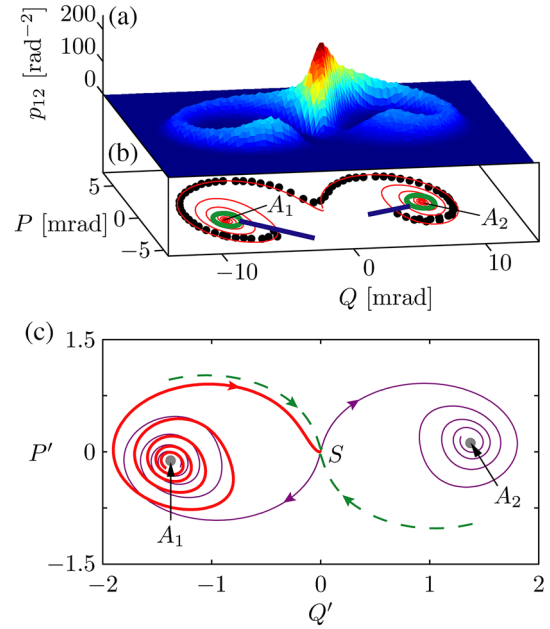 (a)
200
100
0
p₁₂ [rad⁻²]
(b)
5
0
−5
P [mrad]
A₁
A₂
−10
0
10
Q [mrad]
(c)
1.5
P′
0
−1.5
S
A₁
A₂
−2
−1
0
1
2
Q′